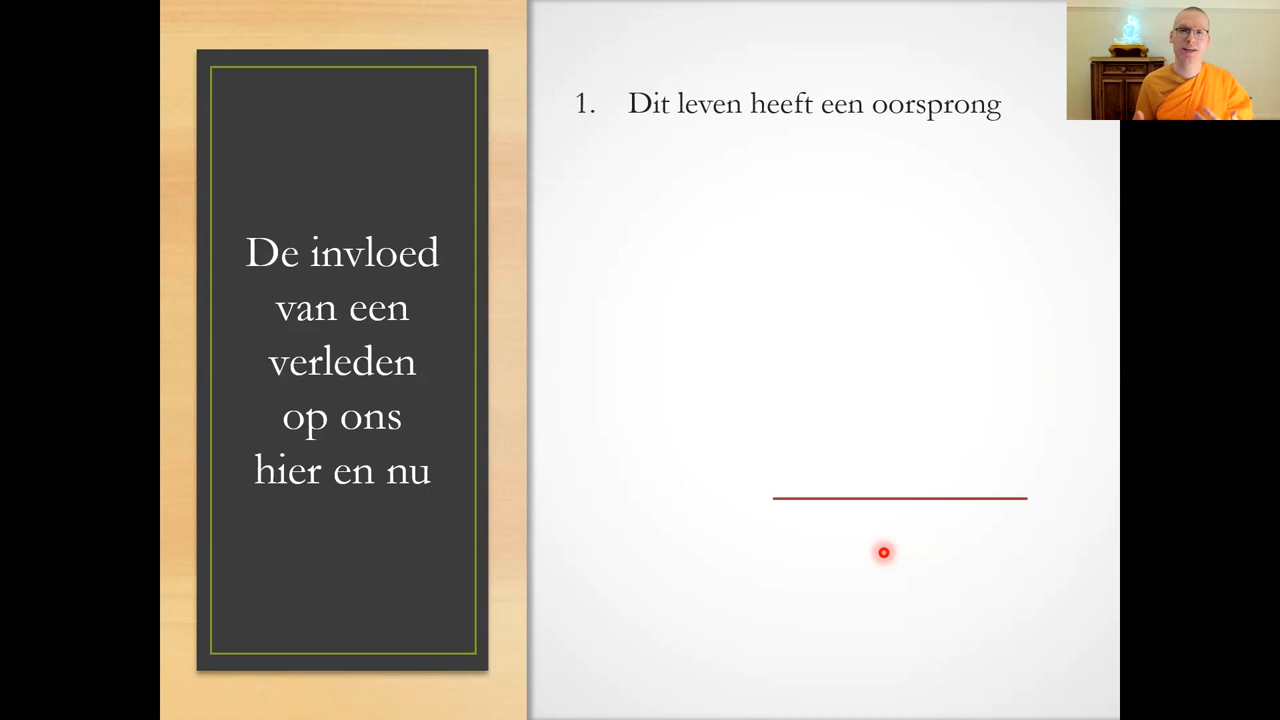 De invloed
van een
verleden
op ons
hier en nu
1. Dit leven heeft een oorsprong